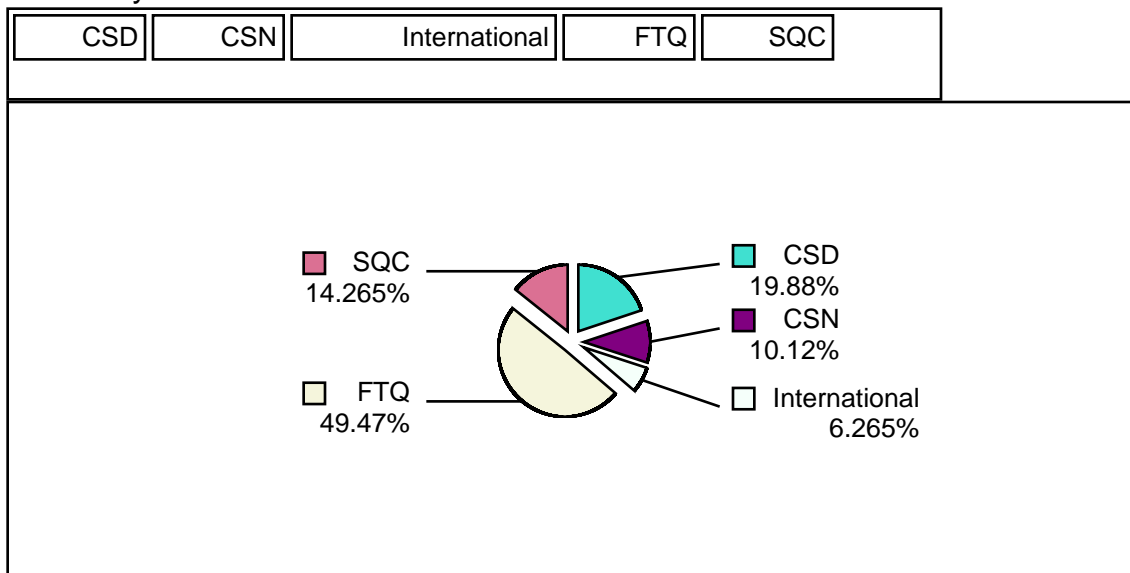 CSD CSN International FTQ SQC
SQC
14.265%
CSD
19.88%
CSN
10.12%
FTQ
49.47%
International
6.265%